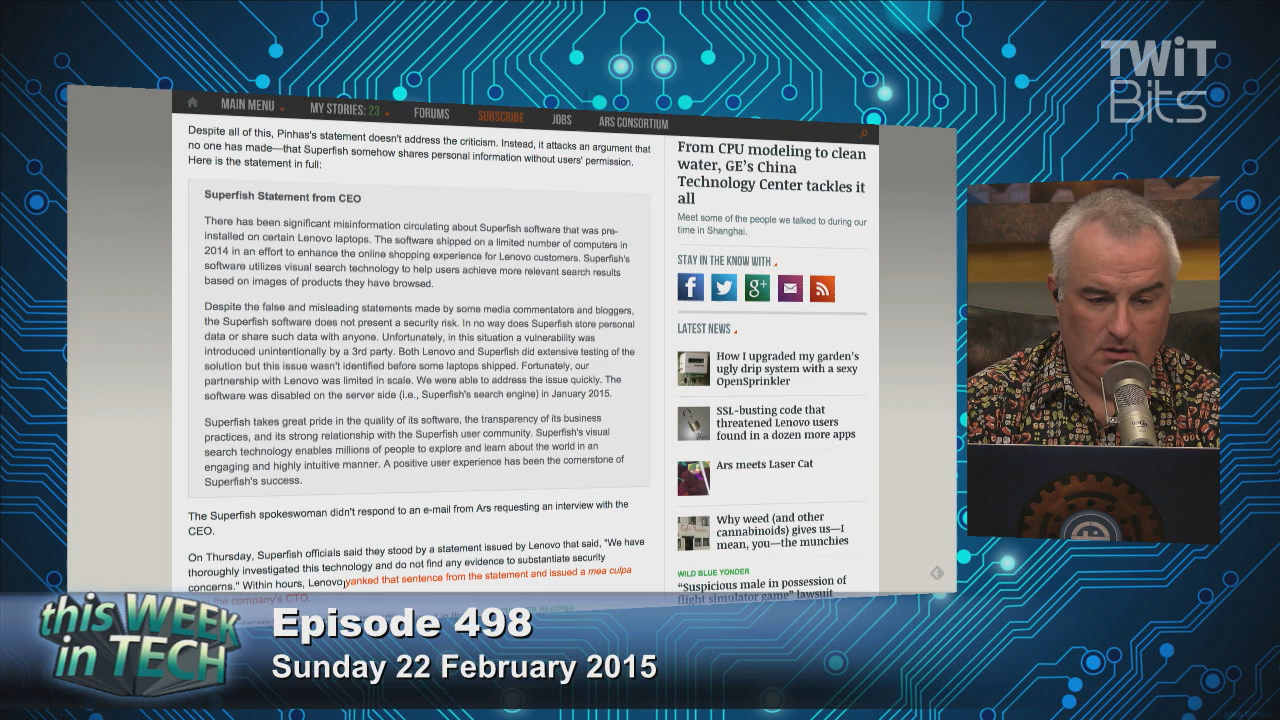 TWiT
Bits
MAIN MENU
MY STORIES: 23
FORUMS
SUBSCRIBE
JOBS
ARS CONSORTIUM
Despite all of this, Pinhas's statement doesn't address the criticism. Instead, it attacks an argument that
no one has made—that Superfish somehow shares personal information without users' permission.
Here is the statement in full:
Superfish Statement from CEO
There has been significant misinformation circulating about Superfish software that was pre-
installed on certain Lenovo laptops. The software shipped on a limited number of computers in
2014 in an effort to enhance the online shopping experience for Lenovo customers. Superfish's
software utilizes visual search technology to help users achieve more relevant search results
based on images of products they have browsed.
Despite the false and misleading statements made by some media commentators and bloggers,
the Superfish software does not present a security risk. In no way does Superfish store personal
data or share such data with anyone. Unfortunately, in this situation a vulnerability was
introduced unintentionally by a 3rd party. Both Lenovo and Superfish did extensive testing of the
solution but this issue wasn't identified before some laptops shipped. Fortunately, our
partnership with Lenovo was limited in scale. We were able to address the issue quickly. The
software was disabled on the server side (i.e., Superfish's search engine) in January 2015.
Superfish takes great pride in the quality of its software, the transparency of its business
practices, and its strong relationship with the Superfish user community. Superfish's visual
search technology enables millions of people to explore and learn about the world in an
engaging and highly intuitive manner. A positive user experience has been the cornerstone of
Superfish's success.
The Superfish spokeswoman didn't respond to an e-mail from Ars requesting an interview with the
CEO.
On Thursday, Superfish officials said they stood by a statement issued by Lenovo that said, "We have
thoroughly investigated this technology and do not find any evidence to substantiate security
concerns." Within hours, Lenovo yanked that sentence from the statement and issued a mea culpa
the company's CTO.
READING
From CPU modeling to clean
water, GE's China
Technology Center tackles it
all
Meet some of the people we talked to during our
time in Shanghai.
STAY IN THE KNOW WITH
f
g+
LATEST NEWS
How I upgraded my garden's
ugly drip system with a sexy
OpenSprinkler
SSL-busting code that
threatened Lenovo users
found in a dozen more apps
Ars meets Laser Cat
Why weed (and other
cannabinoids) gives us—I
mean, you—the munchies
WILD BLUE YONDER
"Suspicious male in possession of
flight simulator game" lawsuit
this WEEK
in TECH
Episode 498
Sunday 22 February 2015